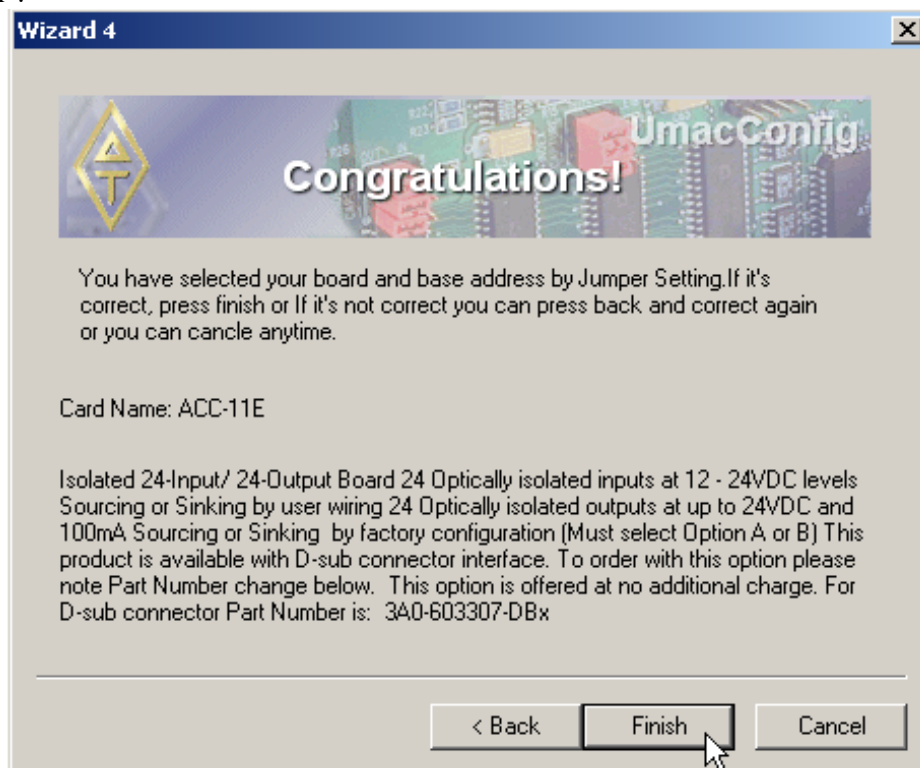 Wizard 4
UmacConfig
Congratulations!
You have selected your board and base address by Jumper Setting.If it's
correct, press finish or If it's not correct you can press back and correct again
or you can cancle anytime.
Card Name: ACC-11E
Isolated 24-Input/ 24-Output Board 24 Optically isolated inputs at 12 - 24VDC levels
Sourcing or Sinking by user wiring 24 Optically isolated outputs at up to 24VDC and
100mA Sourcing or Sinking  by factory configuration (Must select Option A or B) This
product is available with D-sub connector interface. To order with this option please
note Part Number change below.  This option is offered at no additional charge. For
D-sub connector Part Number is:  3A0-603307-DBx
< Back
Finish
Cancel